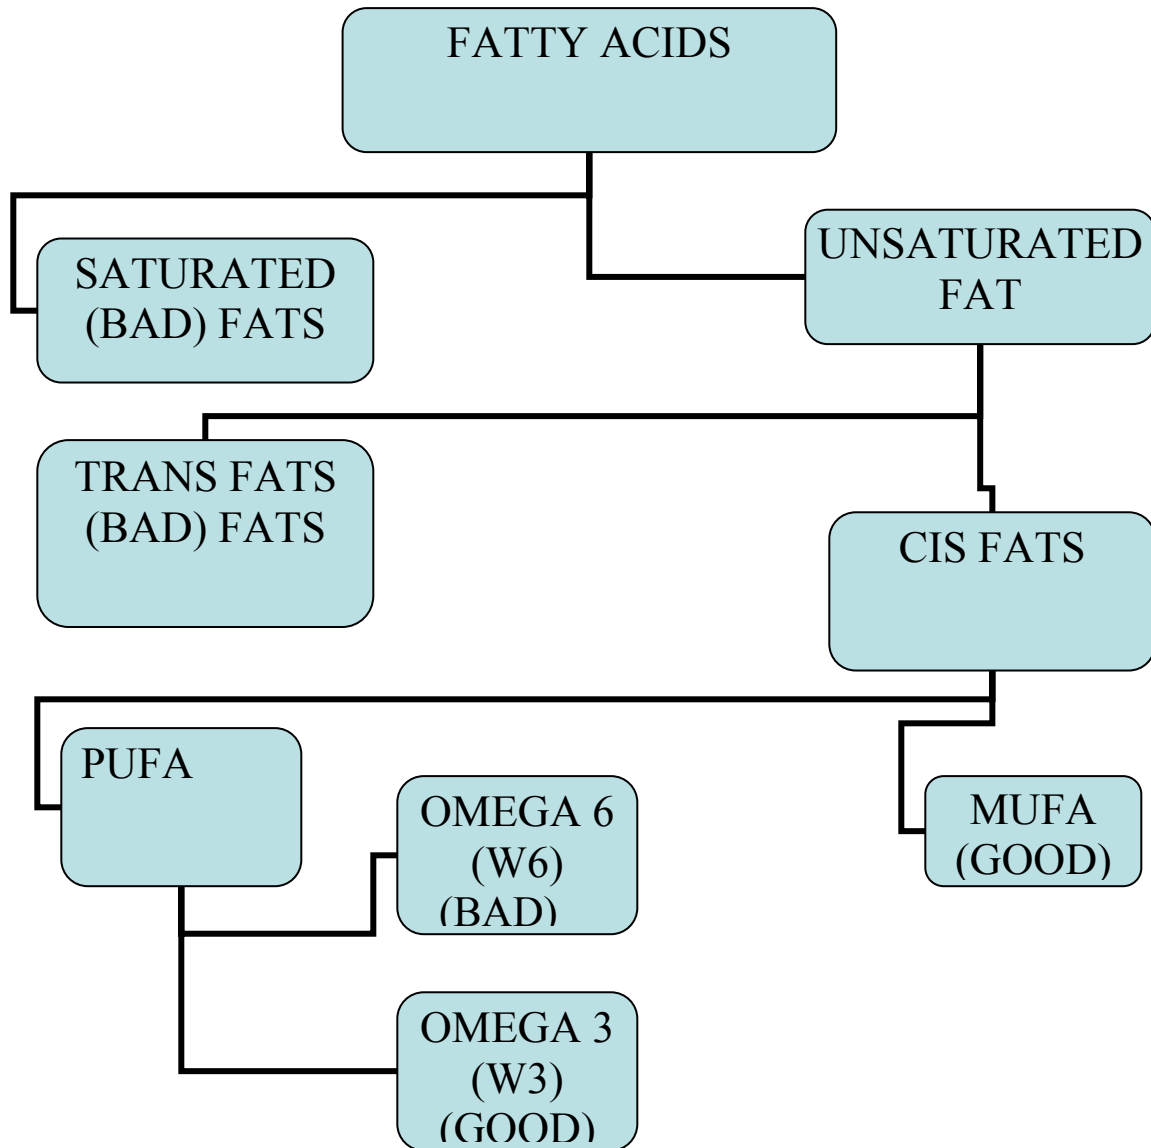 FATTY ACIDS
SATURATED
(BAD) FATS
UNSATURATED
FAT
TRANS FATS
(BAD) FATS
CIS FATS
PUFA
OMEGA 6
(W6)
(BAD)
MUFA
(GOOD)
OMEGA 3
(W3)
(GOOD)